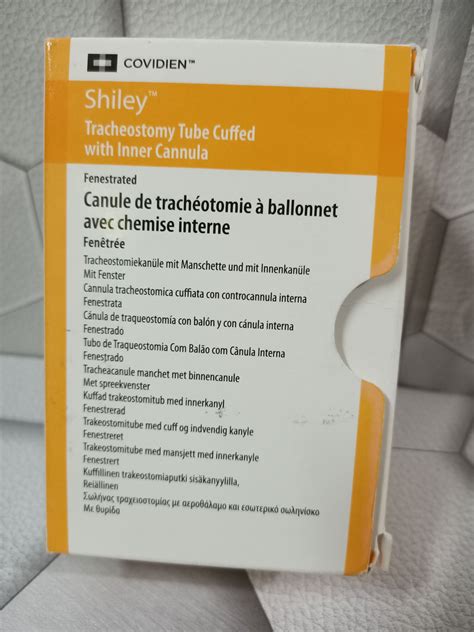 COVIDIEN™
Shiley™
Tracheostomy Tube Cuffed
with Inner Cannula
Fenestrated
Canule de trachéotomie à ballonnet
avec chemise interne
Fenêtrée
Tracheostomiekanüle mit Manschette und mit Innenkanüle
Mit Fenster
Cannula tracheostomica cuffiata con controcannula interna
Fenestrata
Cánula de traqueostomía con balón y con cánula interna
Fenestrado
Tubo de Traqueostomia Com Balão com Cânula Interna
Fenestrado
Tracheacanule manchet met binnencanule
Met spreekvenster
Kuffad trakeostomitub med innerkanyl
Fenestrerad
Trakeostomitube med cuff og indvendig kanyle
Fenestreret
Trakeostomitube med mansjett med innerkanyle
Fenestrert
Kuffillinen trakeostomiaputki sisäkanyylilla,
Reiällinen
Σωλήνας τραχειοστομίας με αεροθάλαμο και εσωτερικό σωληνίσκο
Με θυρίδα